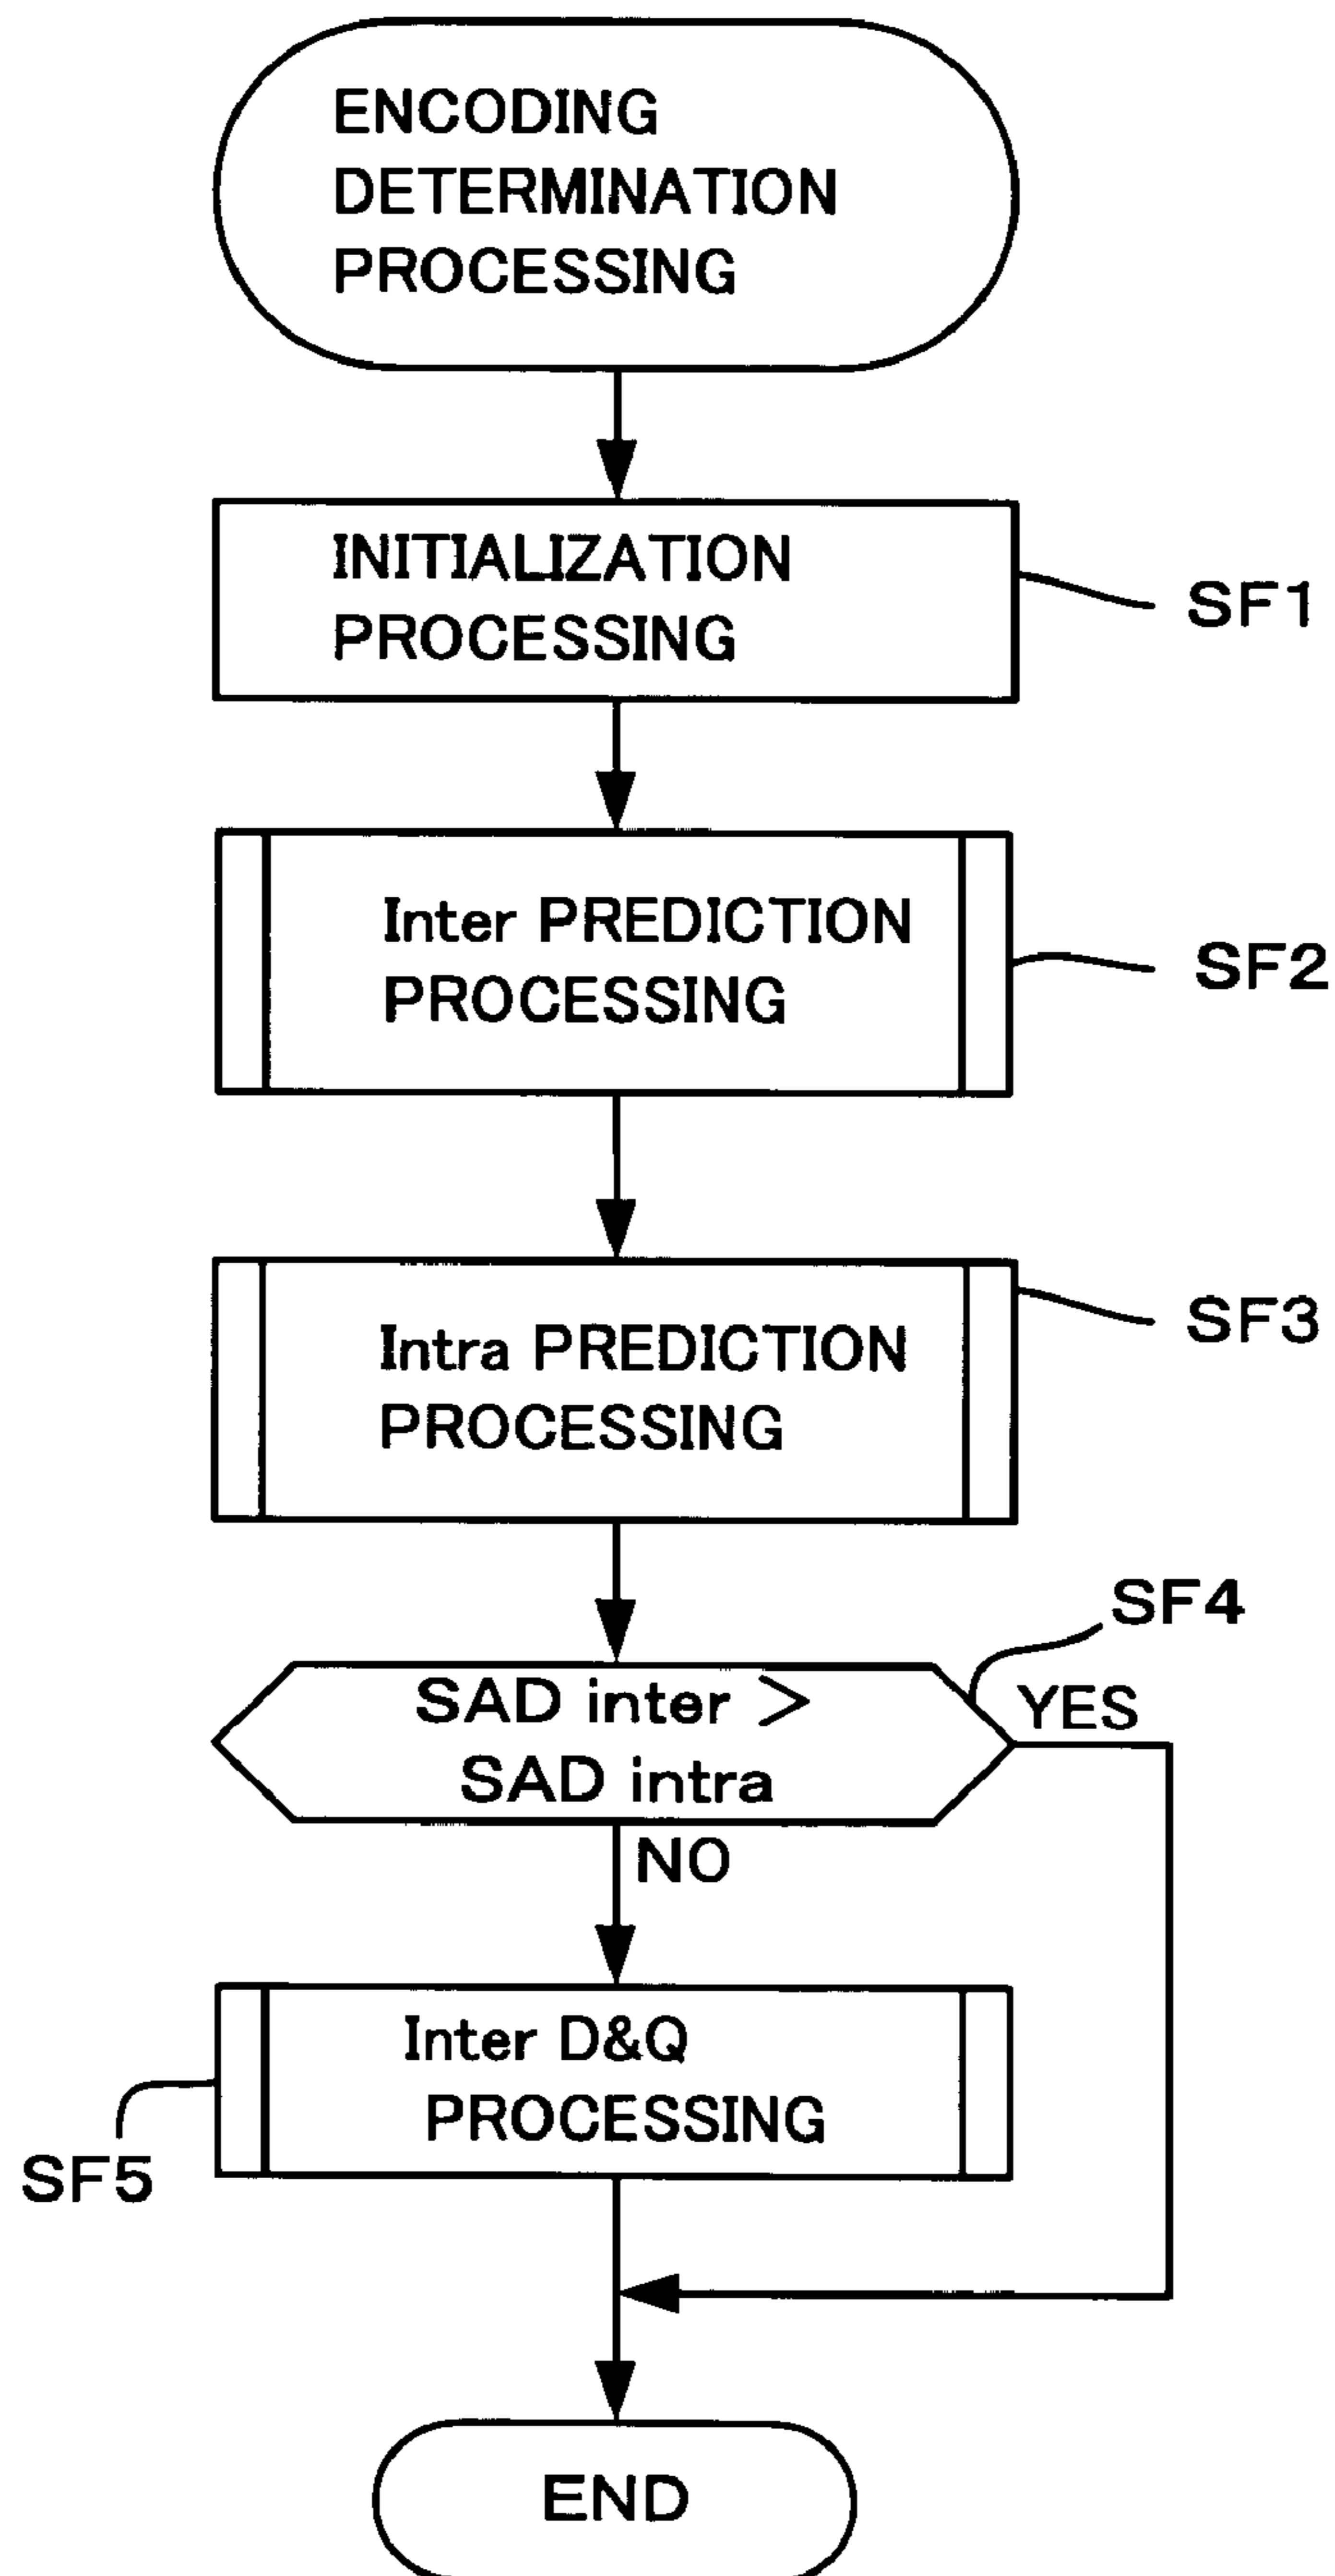 ENCODING
DETERMINATION
PROCESSING
INITIALIZATION
PROCESSING
SF1
Inter PREDICTION
PROCESSING
SF2
Intra PREDICTION
PROCESSING
SF3
SF4
SAD inter >
SAD intra
YES
NO
Inter D&Q
PROCESSING
SF5
END